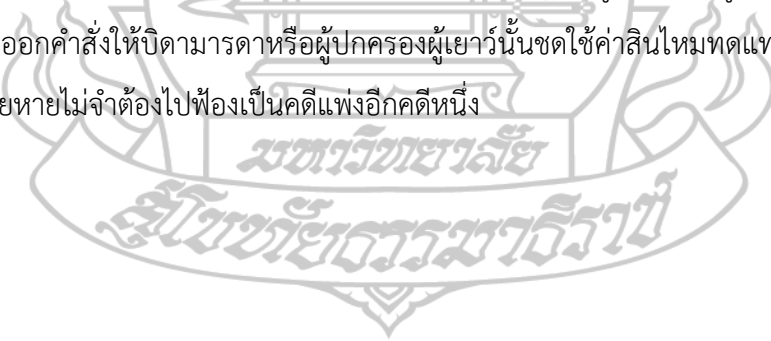 ออกคำสั่งให้บิดามารดาหรือผู้ปกครองผู้เยาว์นั้นชดใช้ค่าสินไหมทดแท
ยหายไม่จำต้องไปฟ้องเป็นคดีแพ่งอีกคดีหนึ่ง
มหาวิทยาลัย
สุโขทัยธรรมาธิราช